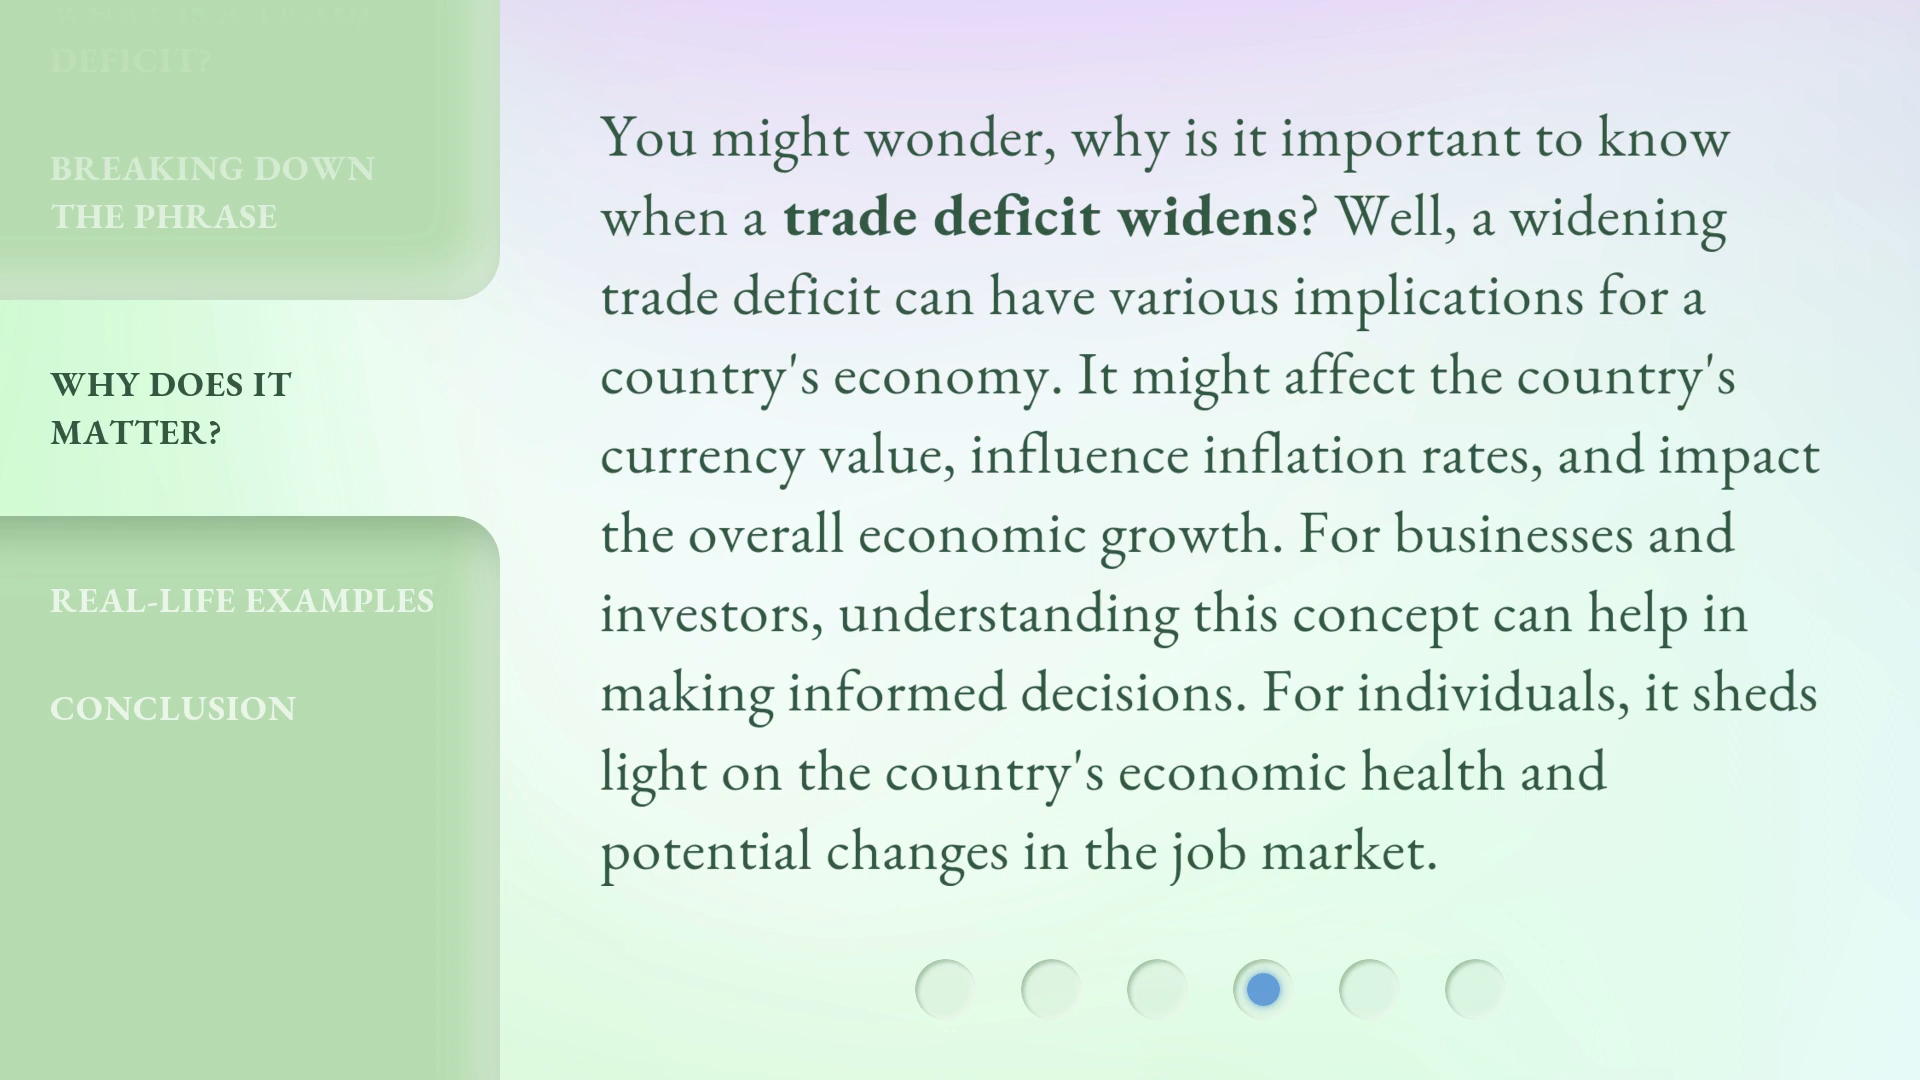 DEFICIT?
BREAKING DOWN
THE PHRASE
WHY DOES IT
MATTER?
REAL-LIFE EXAMPLES
CONCLUSION
You might wonder, why is it important to know
when a trade deficit widens? Well, a widening
trade deficit can have various implications for a
country's economy. It might affect the country's
currency value, influence inflation rates, and impact
the overall economic growth. For businesses and
investors, understanding this concept can help in
making informed decisions. For individuals, it sheds
light on the country's economic health and
potential changes in the job market.